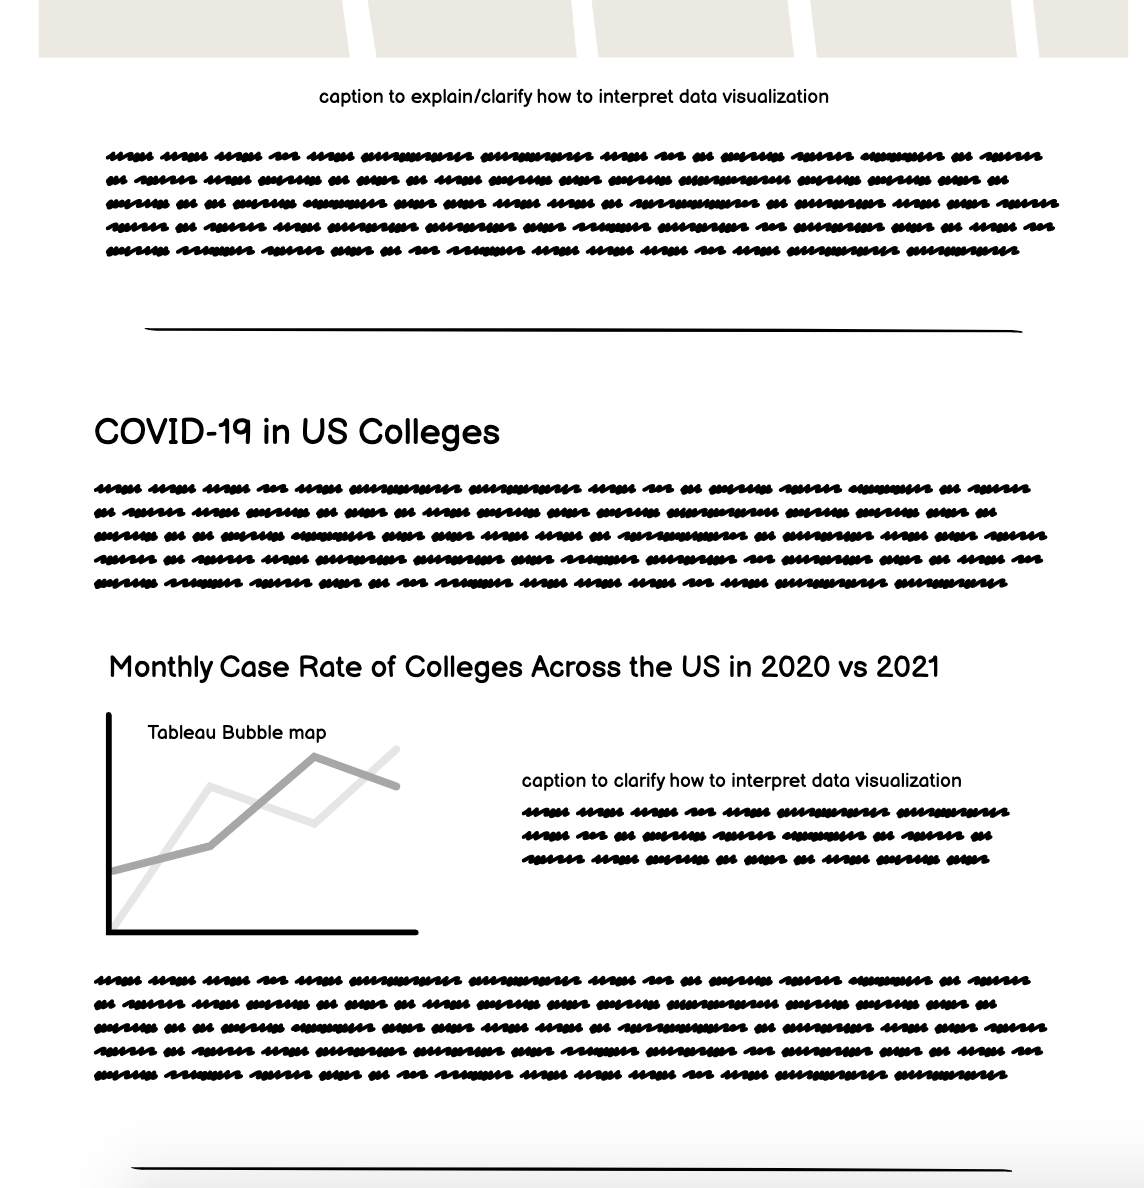 caption to explain/clarify how to interpret data visualization
COVID-19 in US Colleges
Monthly Case Rate of Colleges Across the US in 2020 vs 2021
Tableau Bubble map
caption to clarify how to interpret data visualization